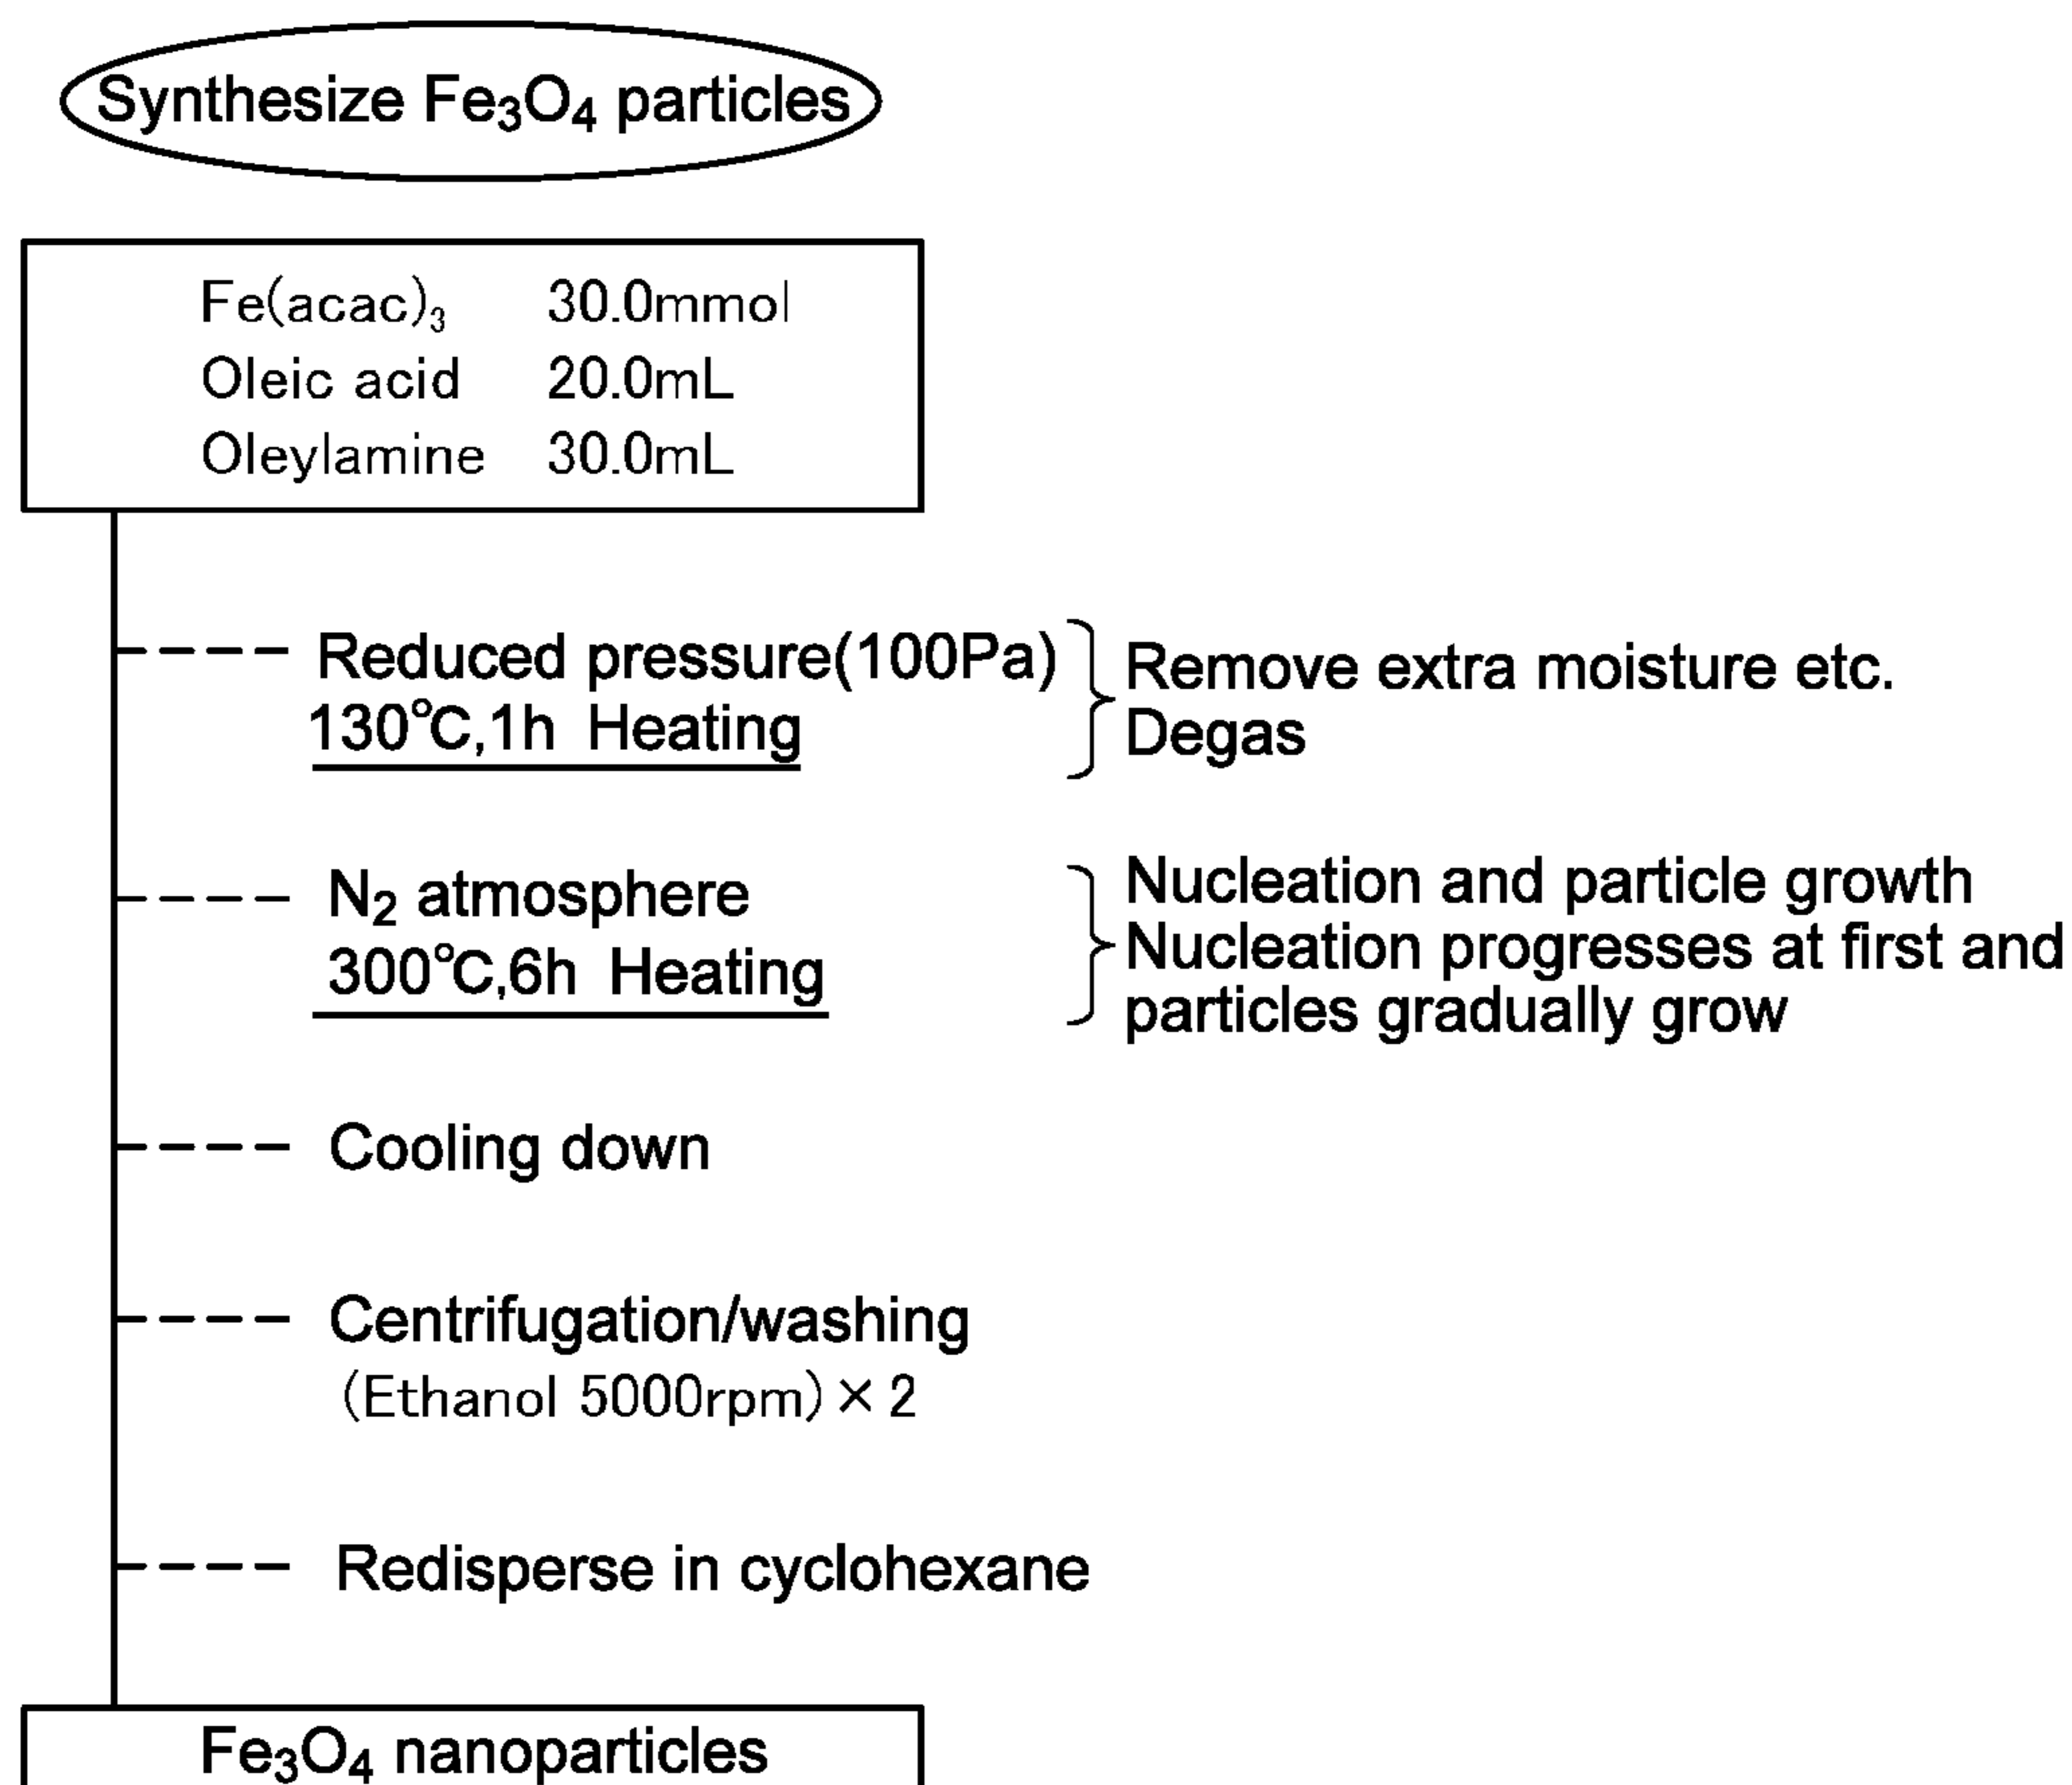 Synthesize Fe₃O₄ particles
Fe(acac)₃ 30.0mmol
Oleic acid 20.0mL
Oleylamine 30.0mL
Reduced pressure(100Pa)
130℃,1h Heating
Remove extra moisture etc.
Degas
N₂ atmosphere
300℃,6h Heating
Nucleation and particle growth
Nucleation progresses at first and
particles gradually grow
Cooling down
Centrifugation/washing
(Ethanol 5000rpm)×2
Redisperse in cyclohexane
Fe₃O₄ nanoparticles